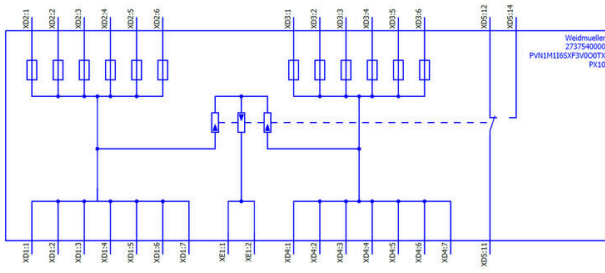 XD2:1
XD2:2
XD2:3
XD2:4
XD2:5
XD2:6
XD3:1
XD3:2
XD3:3
XD3:4
XD3:5
XD3:6
XD5:12
XD5:14
Weidmueller
2737540000
PVN1M1I6SXF3V0O0TX
PX10
XD1:1
XD1:2
XD1:3
XD1:4
XD1:5
XD1:6
XD1:7
XE1:1
XE1:2
XD4:1
XD4:2
XD4:3
XD4:4
XD4:5
XD4:6
XD4:7
XD5:11